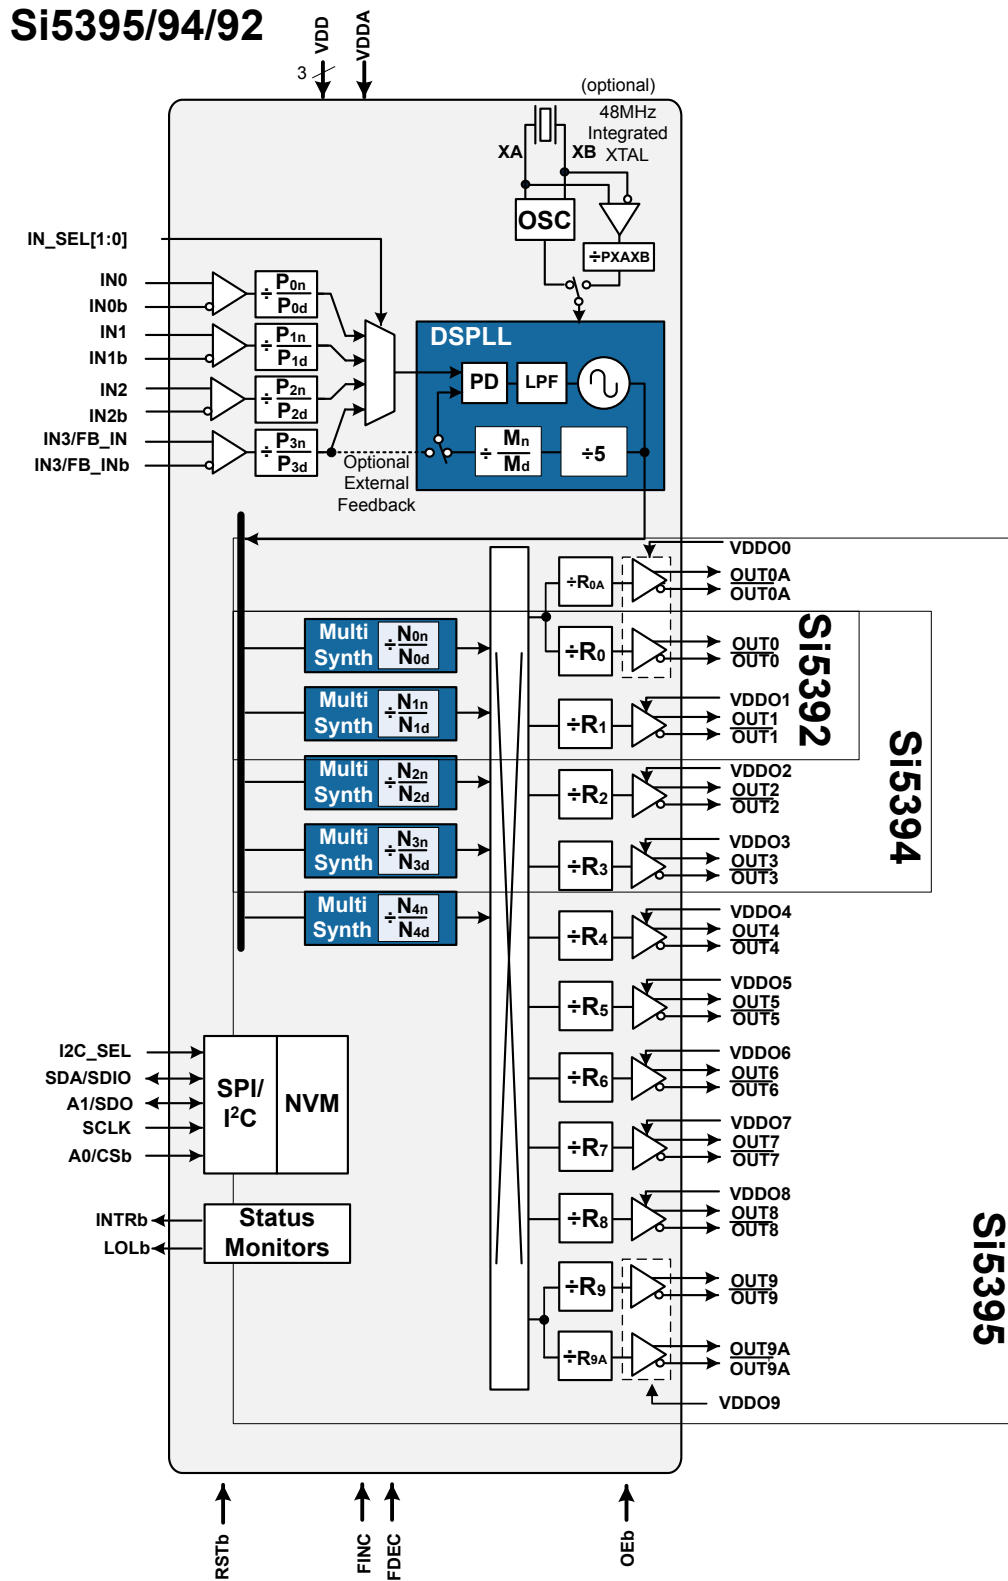 Si5395/94/92
VDD
VDDA
3
(optional)
48MHz
Integrated
XTAL
XA
XB
OSC
÷PXAXB
IN_SEL[1:0]
IN0
IN0b
÷ P0n
P0d
IN1
IN1b
÷ P1n
P1d
IN2
IN2b
÷ P2n
P2d
IN3/FB_IN
IN3/FB_INb
÷ P3n
P3d
DSPLL
PD
LPF
÷ Mn
Md
÷5
Optional
External
Feedback
Multi
Synth
÷ N0n
N0d
Multi
Synth
÷ N1n
N1d
Multi
Synth
÷ N2n
N2d
Multi
Synth
÷ N3n
N3d
Multi
Synth
÷ N4n
N4d
÷R0A
VDDO0
OUT0A
OUT0A
÷R0
OUT0
OUT0
÷R1
VDDO1
OUT1
OUT1
Si5392
÷R2
VDDO2
OUT2
OUT2
÷R3
VDDO3
OUT3
OUT3
Si5394
÷R4
VDDO4
OUT4
OUT4
÷R5
VDDO5
OUT5
OUT5
÷R6
VDDO6
OUT6
OUT6
÷R7
VDDO7
OUT7
OUT7
÷R8
VDDO8
OUT8
OUT8
÷R9
OUT9
OUT9
÷R9A
OUT9A
OUT9A
VDDO9
Si5395
I2C_SEL
SDA/SDIO
A1/SDO
SCLK
A0/CSb
SPI/
I²C
NVM
INTRb
LOLb
Status
Monitors
RSTb
FINC
FDEC
OEb